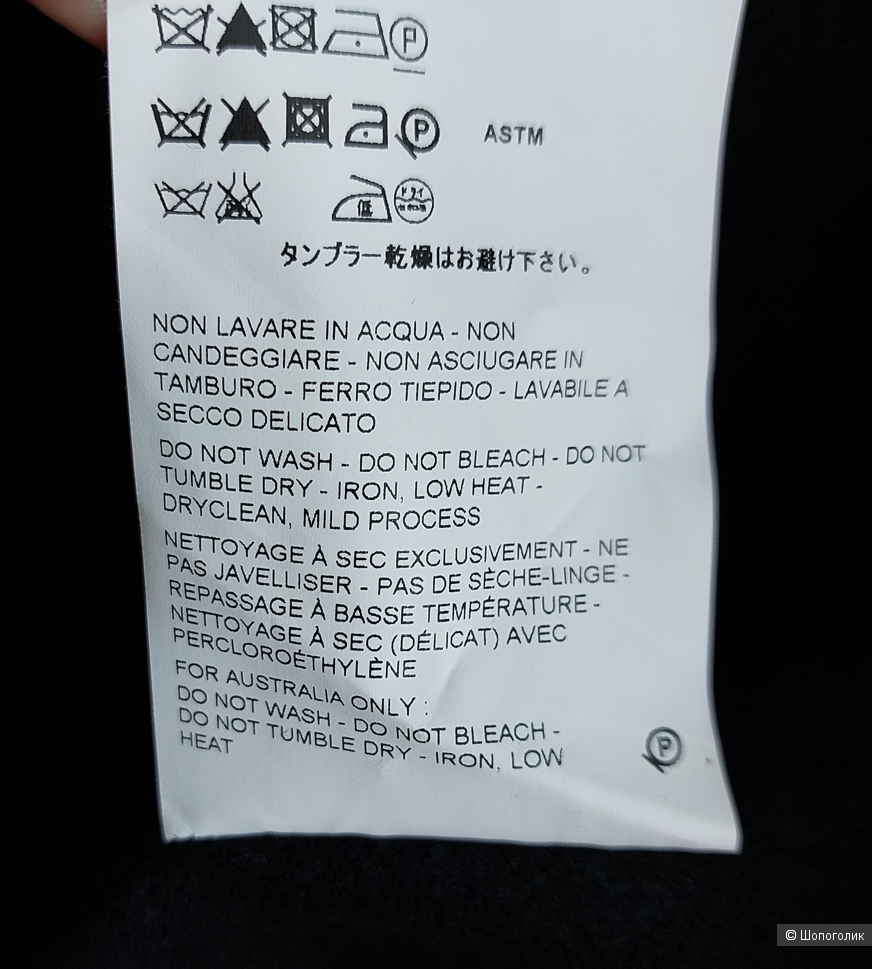 P
P ASTM
低 ドライ
タンブラー乾燥はお避け下さい。
NON LAVARE IN ACQUA - NON
CANDEGGIARE - NON ASCIUGARE IN
TAMBURO - FERRO TIEPIDO - LAVABILE A
SECCO DELICATO
DO NOT WASH - DO NOT BLEACH - DO NOT
TUMBLE DRY - IRON, LOW HEAT -
DRYCLEAN, MILD PROCESS
NETTOYAGE À SEC EXCLUSIVEMENT - NE
PAS JAVELLISER - PAS DE SÈCHE-LINGE -
REPASSAGE À BASSE TEMPÉRATURE -
NETTOYAGE À SEC (DÉLICAT) AVEC
PERCLOROÉTHYLÈNE
FOR AUSTRALIA ONLY :
DO NOT WASH - DO NOT BLEACH -
DO NOT TUMBLE DRY - IRON, LOW
HEAT
P
© Шопоголик